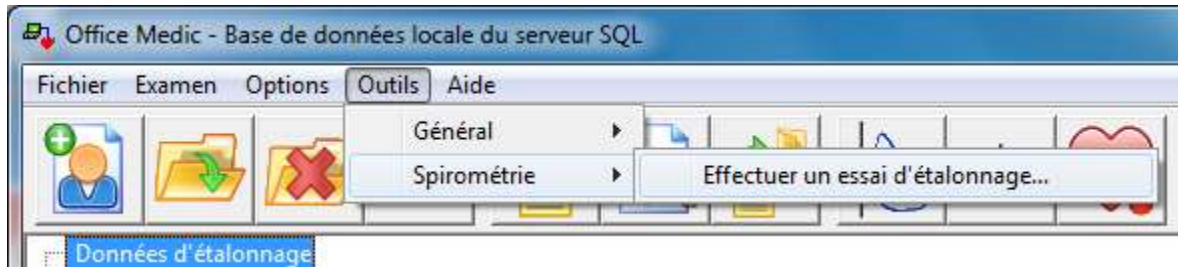 Office Medic - Base de données locale du serveur SQL
Fichier Examen Options Outils Aide
Général
Spirométrie
Effectuer un essai d'étalonnage...
Données d'étalonnage